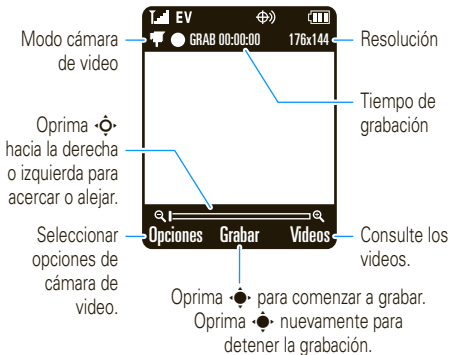 EV
Modo cámara
de video
GRAB 00:00:00
176x144
Resolución
Tiempo de
grabación
Oprima
hacia la derecha
o izquierda para
acercar o alejar.
Seleccionar
opciones de
cámara de
video.
Opciones
Grabar
Videos
Consulte los
videos.
Oprima para comenzar a grabar.
Oprima nuevamente para
detener la grabación.